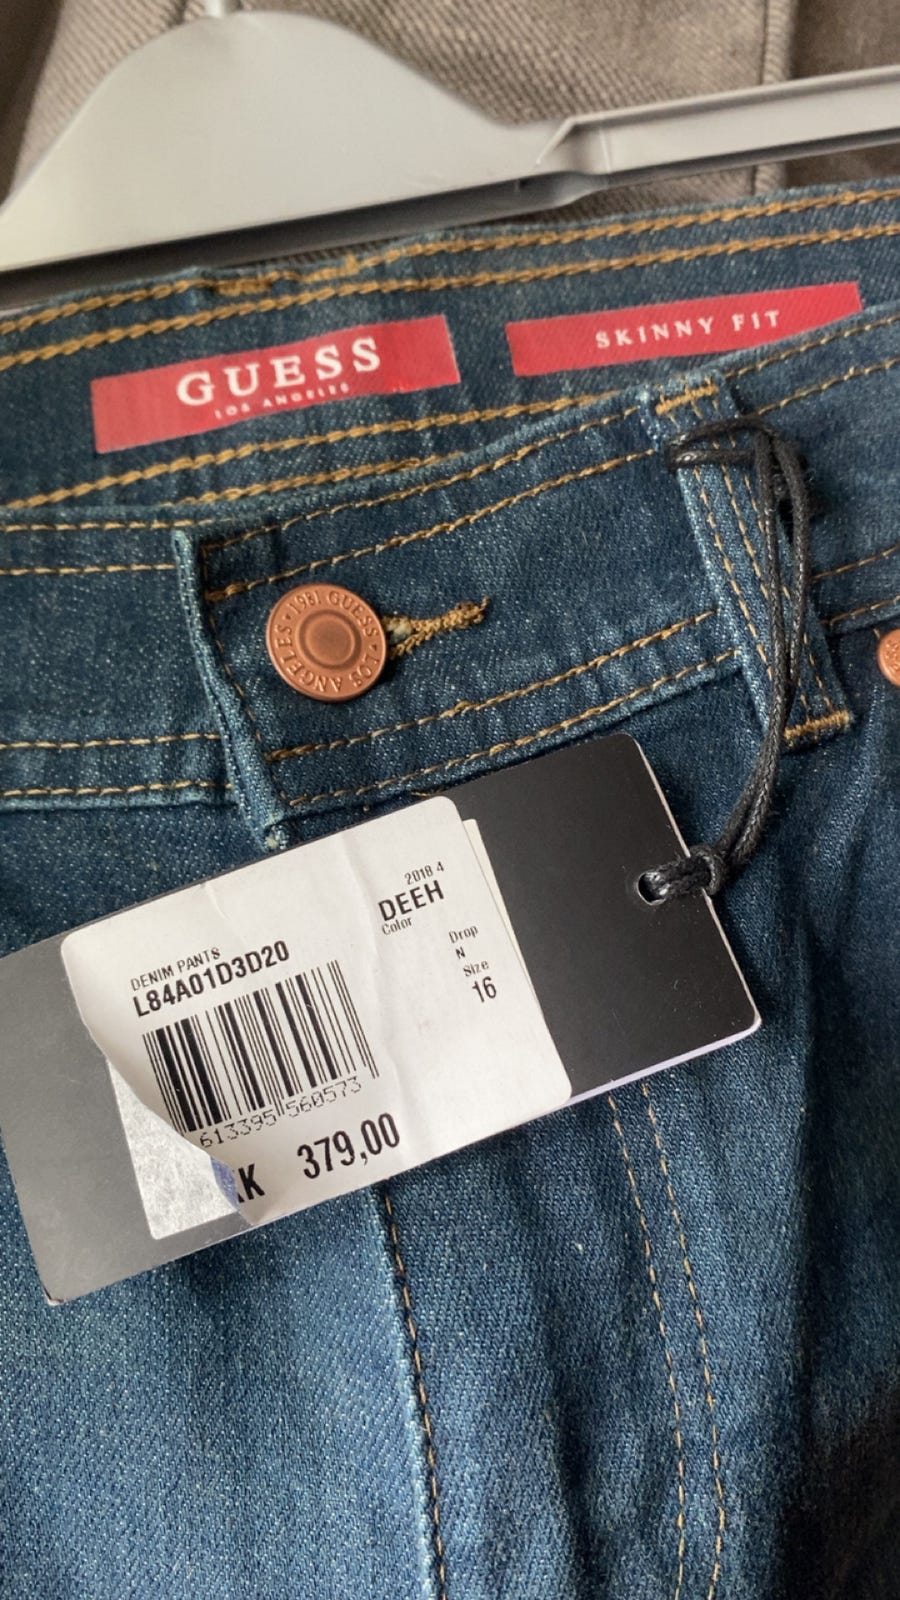 GUESS
LOS ANGELES
SKINNY FIT
1981 GUESS • LOS ANGELES •
2018 4
DEEH
Color
DENIM PANTS
L84A01D3D20
Drop
N
Size
16
613395 560573
379,00